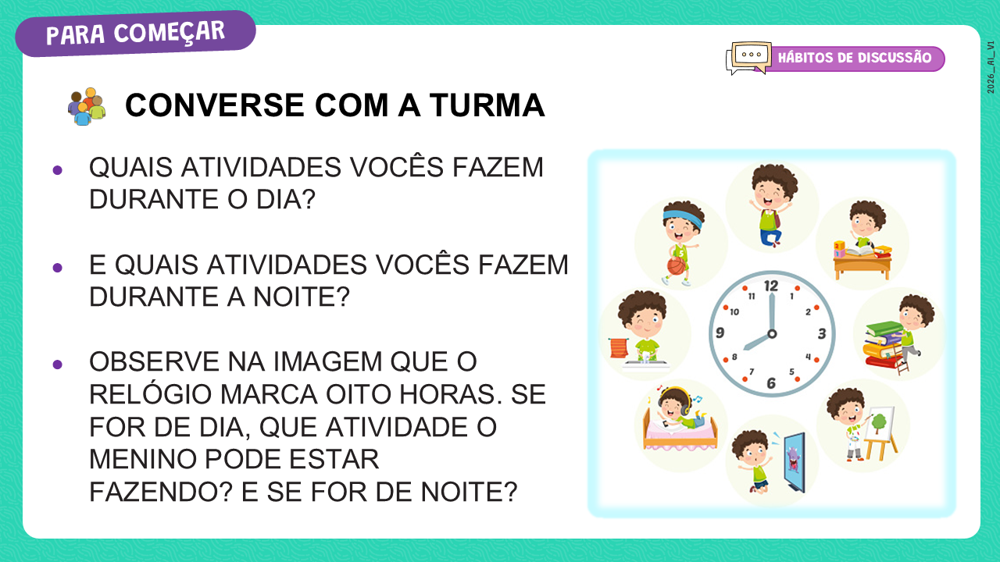 PARA COMEÇAR
HÁBITOS DE DISCUSSÃO
2026_AI_V1
CONVERSE COM A TURMA
● QUAIS ATIVIDADES VOCÊS FAZEM
DURANTE O DIA?
● E QUAIS ATIVIDADES VOCÊS FAZEM
DURANTE A NOITE?
● OBSERVE NA IMAGEM QUE O
RELÓGIO MARCA OITO HORAS. SE
FOR DE DIA, QUE ATIVIDADE O
MENINO PODE ESTAR
FAZENDO? E SE FOR DE NOITE?
12
11 1
10 2
9 3
8 4
7 5
6